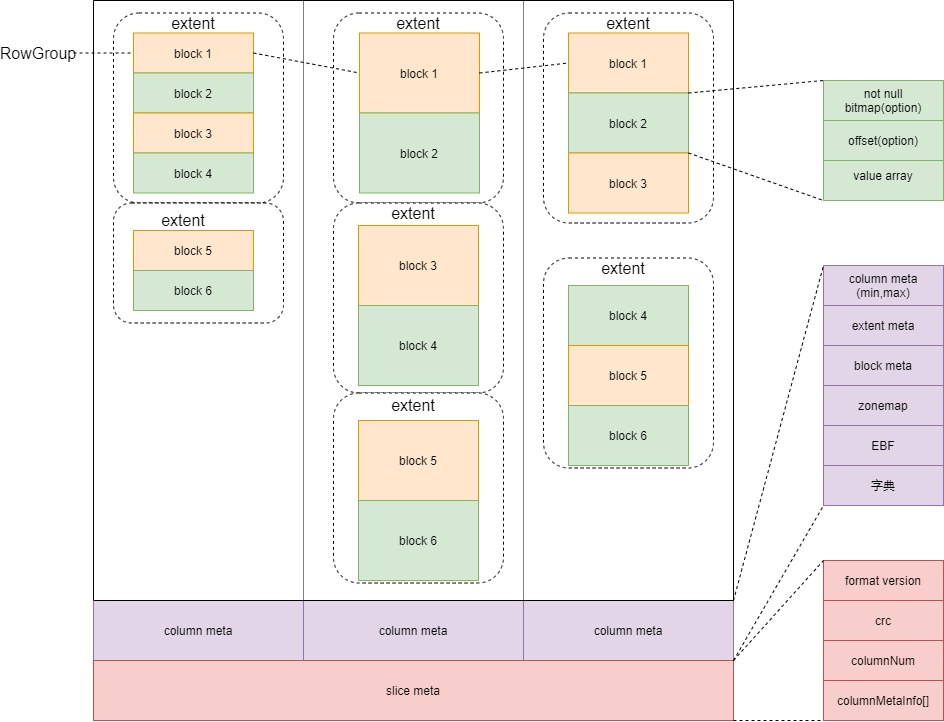 RowGroup
extent
block 1
block 2
block 3
block 4
extent
block 5
block 6
extent
block 1
block 2
extent
block 3
block 4
extent
block 5
block 6
extent
block 1
block 2
block 3
extent
block 4
block 5
block 6
not null
bitmap(option)
offset(option)
value array
column meta
(min,max)
extent meta
block meta
zonemap
EBF
字典
column meta
column meta
column meta
slice meta
format version
crc
columnNum
columnMetaInfo[]